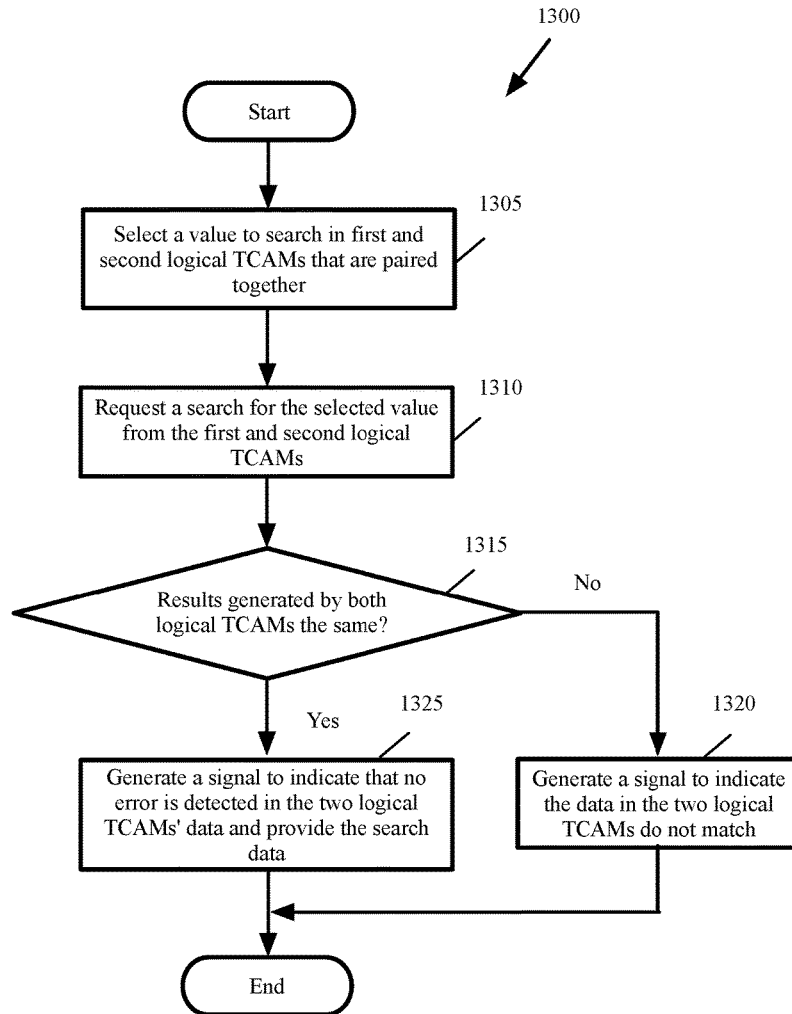 1300
Start
1305
Select a value to search in first and
second logical TCAMs that are paired
together
1310
Request a search for the selected value
from the first and second logical
TCAMs
1315
Results generated by both
logical TCAMs the same?
No
Yes
1325
Generate a signal to indicate that no
error is detected in the two logical
TCAMs' data and provide the search
data
1320
Generate a signal to indicate
the data in the two logical
TCAMs do not match
End